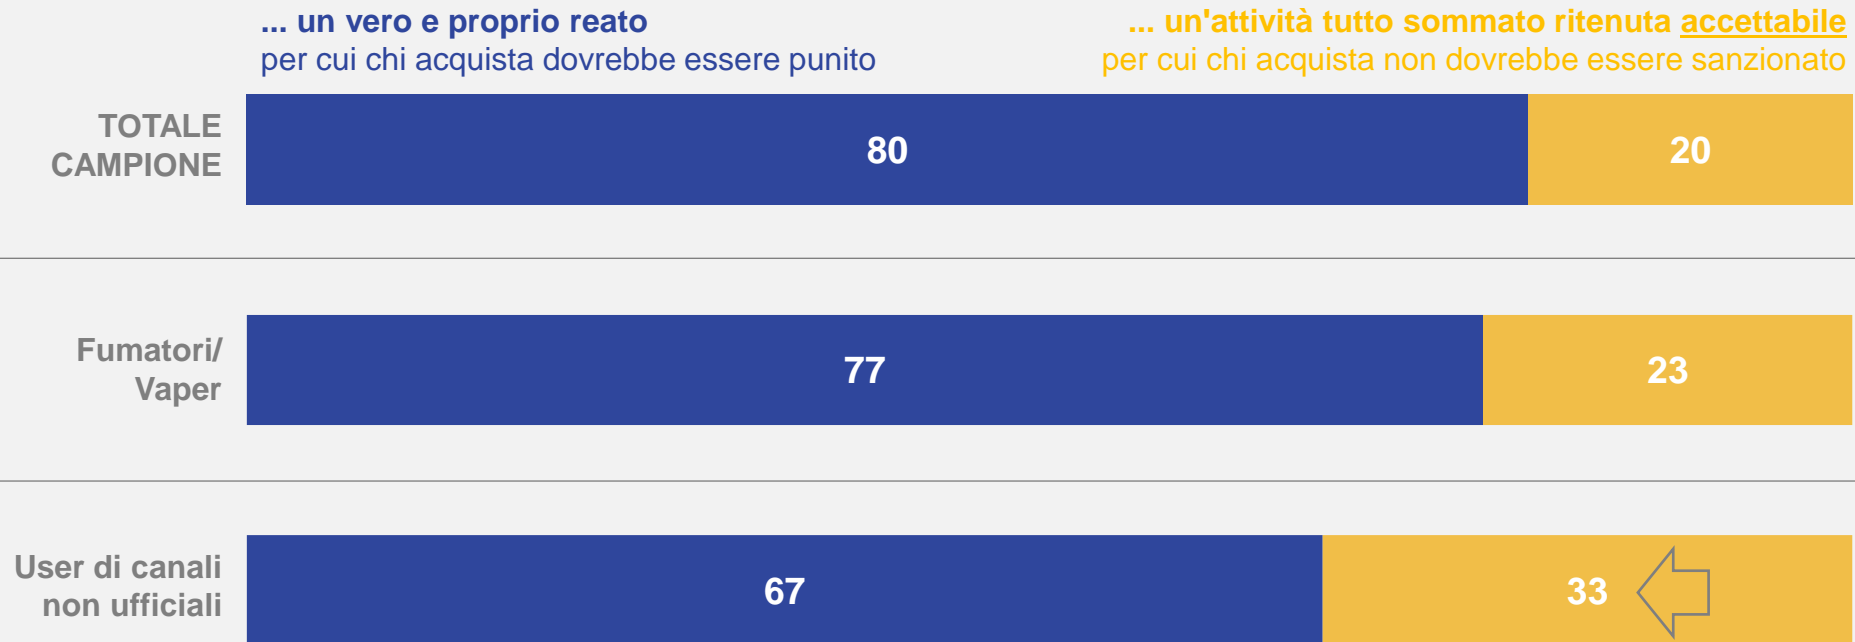 ... un vero e proprio reato
per cui chi acquista dovrebbe essere punito
... un'attività tutto sommato ritenuta accettabile
per cui chi acquista non dovrebbe essere sanzionato
TOTALE
CAMPIONE
80
20
Fumatori/
Vaper
77
23
User di canali
non ufficiali
67
33